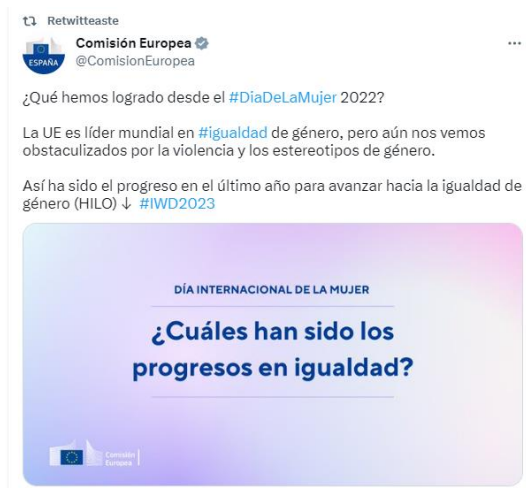 Retwitteaste
Comisión Europea
@ComisionEuropea
ESPAÑA
¿Qué hemos logrado desde el #DiaDeLaMujer 2022?
La UE es líder mundial en #igualdad de género, pero aún nos vemos
obstaculizados por la violencia y los estereotipos de género.
Así ha sido el progreso en el último año para avanzar hacia la igualdad de
género (HILO) ↓ #IWD2023
DÍA INTERNACIONAL DE LA MUJER
¿Cuáles han sido los
progresos en igualdad?
Comisión
Europea